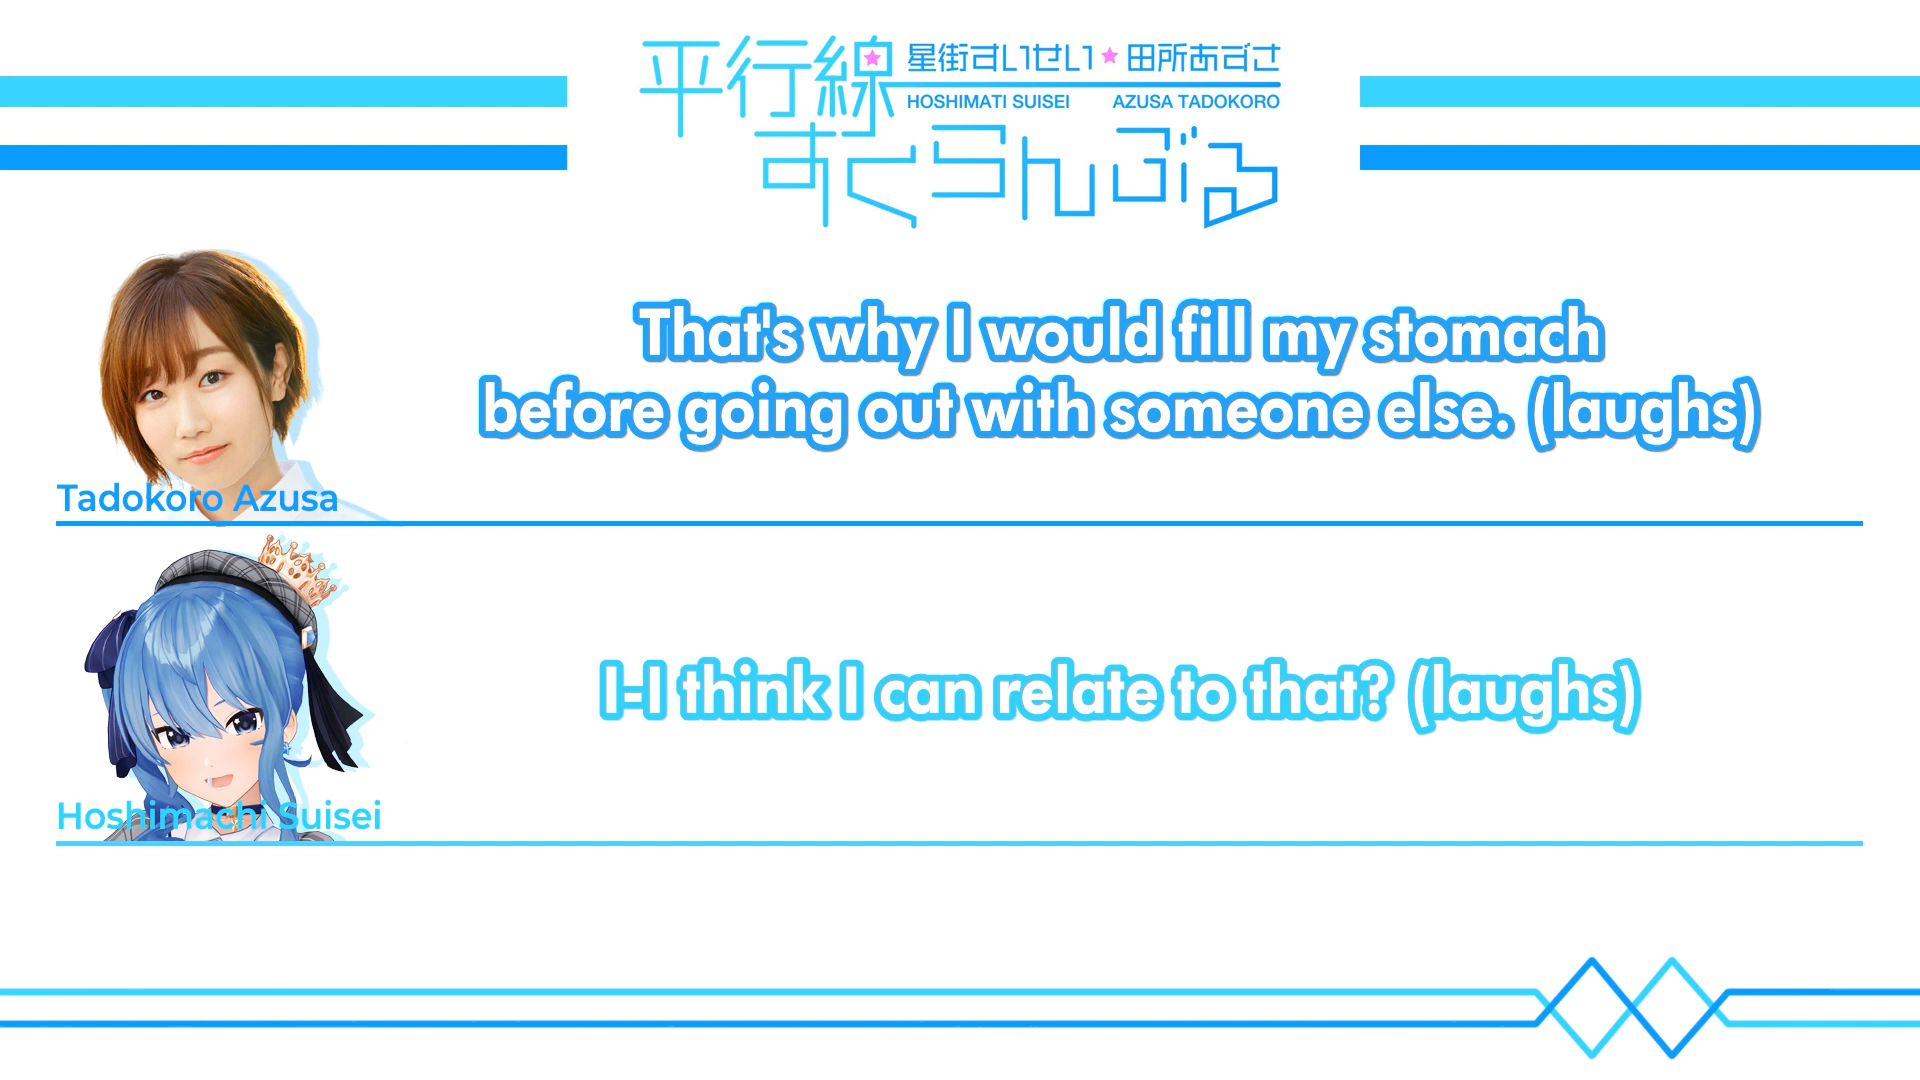 平行線
星街すいせい★田所あずさ
HOSHIMATI SUISEI AZUSA TADOKORO
すくらんぶる
That's why I would fill my stomach
before going out with someone else. (laughs)
Tadokoro Azusa
I-I think I can relate to that? (laughs)
Hoshimachi Suisei